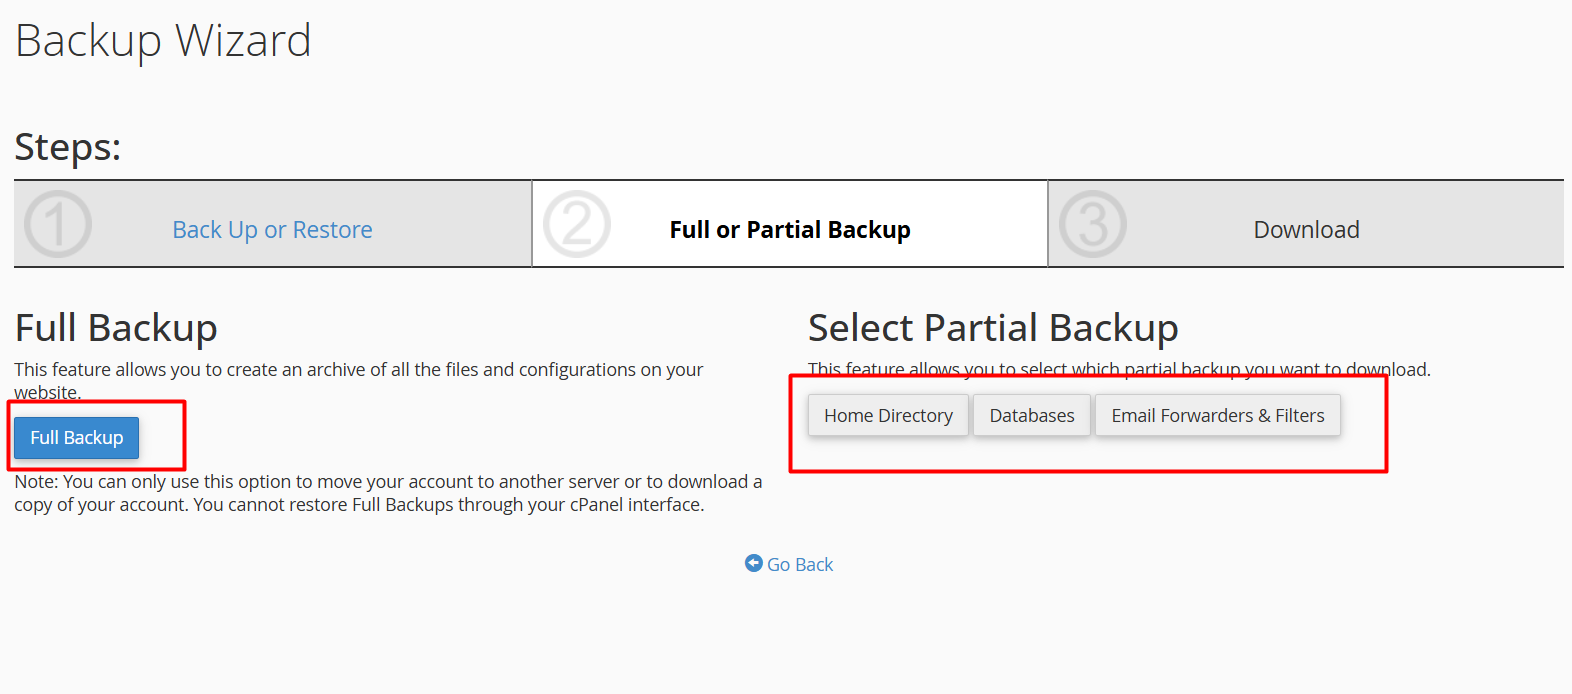 Backup Wizard
Steps:
1 Back Up or Restore
2 Full or Partial Backup
3 Download
Full Backup
This feature allows you to create an archive of all the files and configurations on your
website.
Full Backup
Note: You can only use this option to move your account to another server or to download a
copy of your account. You cannot restore Full Backups through your cPanel interface.
Select Partial Backup
This feature allows you to select which partial backup you want to download.
Home Directory Databases Email Forwarders & Filters
Go Back